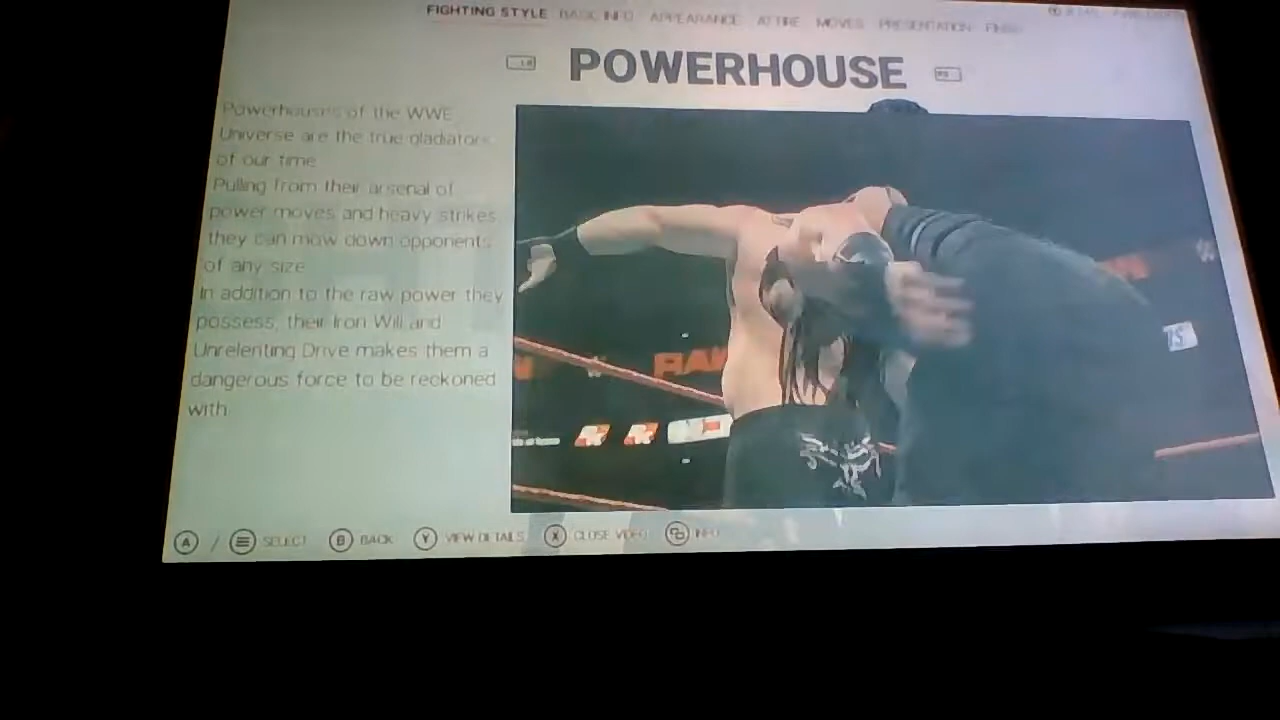 FIGHTING STYLE BASIC INFO APPEARANCE ATTIRE MOVES PRESENTATION
POWERHOUSE
Powerhouses of the WWE
Universe are the true gladiators
of our time
Pulling from their arsenal of
power moves and heavy strikes,
they can mow down opponents
of any size
In addition to the raw power they
possess, their Iron Will and
Unrelenting Drive makes them a
dangerous force to be reckoned
with
RAW
A / SELECT B BACK Y VIEW DETAILS X CLOSE VIDEO INFO